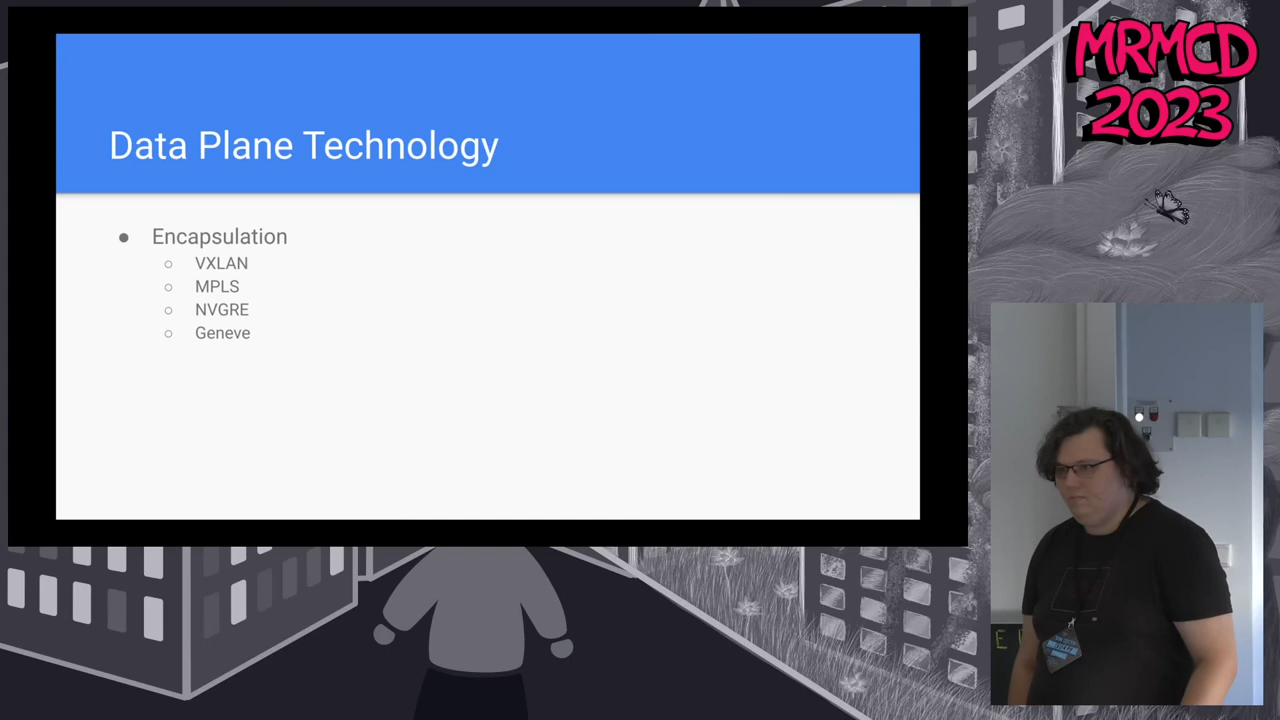 Data Plane Technology
● Encapsulation
○ VXLAN
○ MPLS
○ NVGRE
○ Geneve
MRMCD
2023
E